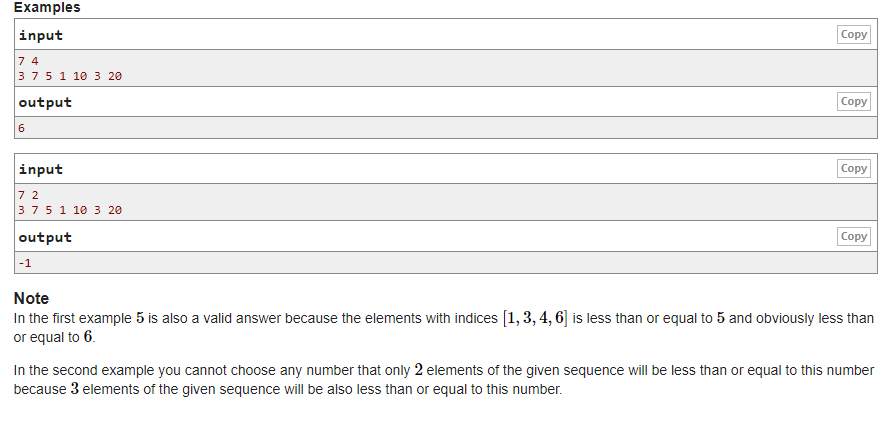 Examples
input
Copy
7 4
3 7 5 1 10 3 20
output
Copy
6
input
Copy
7 2
3 7 5 1 10 3 20
output
Copy
-1
Note
In the first example 5 is also a valid answer because the elements with indices [1, 3, 4, 6] is less than or equal to 5 and obviously less than
or equal to 6.
In the second example you cannot choose any number that only 2 elements of the given sequence will be less than or equal to this number
because 3 elements of the given sequence will be also less than or equal to this number.